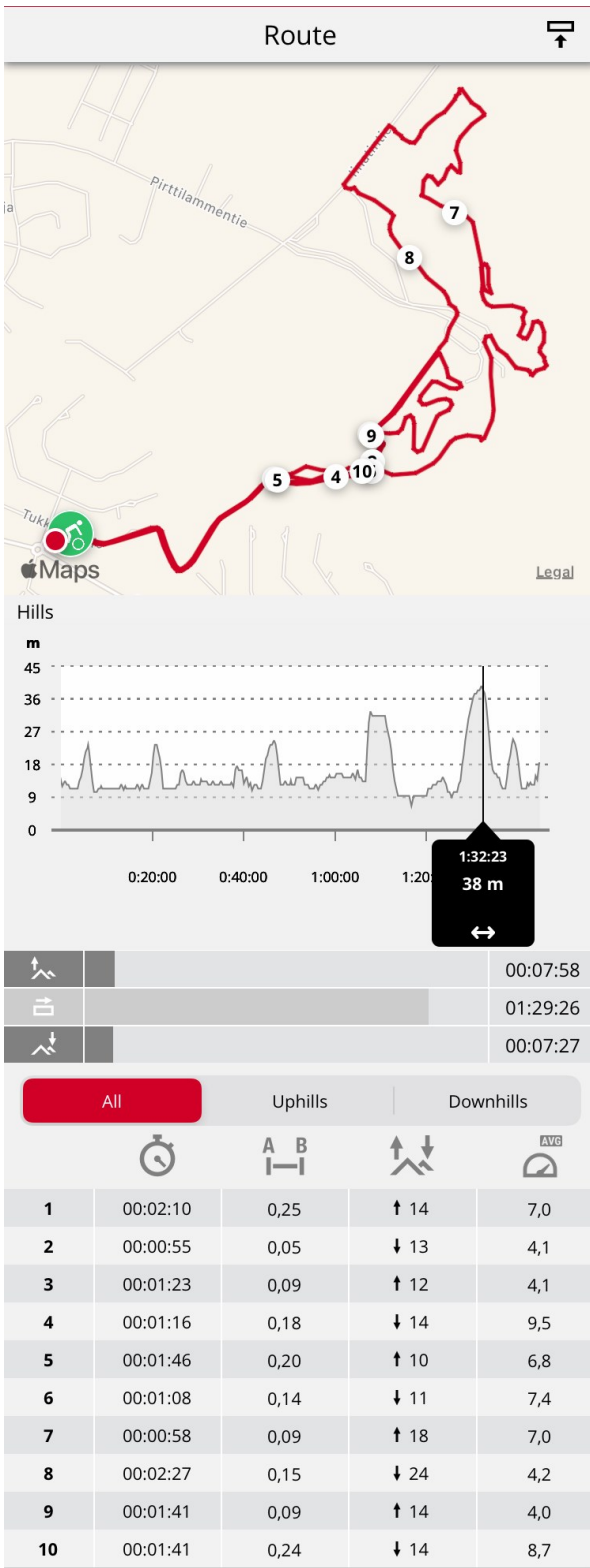 Route
Pirttilammentie
ja
7
8
9
5
4
10
Tukk
Maps
Legal
Hills
m
45
36
27
18
9
0
0:20:00 0:40:00 1:00:00 1:20:
1:32:23
38 m
00:07:58
01:29:26
00:07:27
All Uphills Downhills
A B AVG
1 00:02:10 0,25 14 7,0
2 00:00:55 0,05 13 4,1
3 00:01:23 0,09 12 4,1
4 00:01:16 0,18 14 9,5
5 00:01:46 0,20 10 6,8
6 00:01:08 0,14 11 7,4
7 00:00:58 0,09 18 7,0
8 00:02:27 0,15 24 4,2
9 00:01:41 0,09 14 4,0
10 00:01:41 0,24 14 8,7